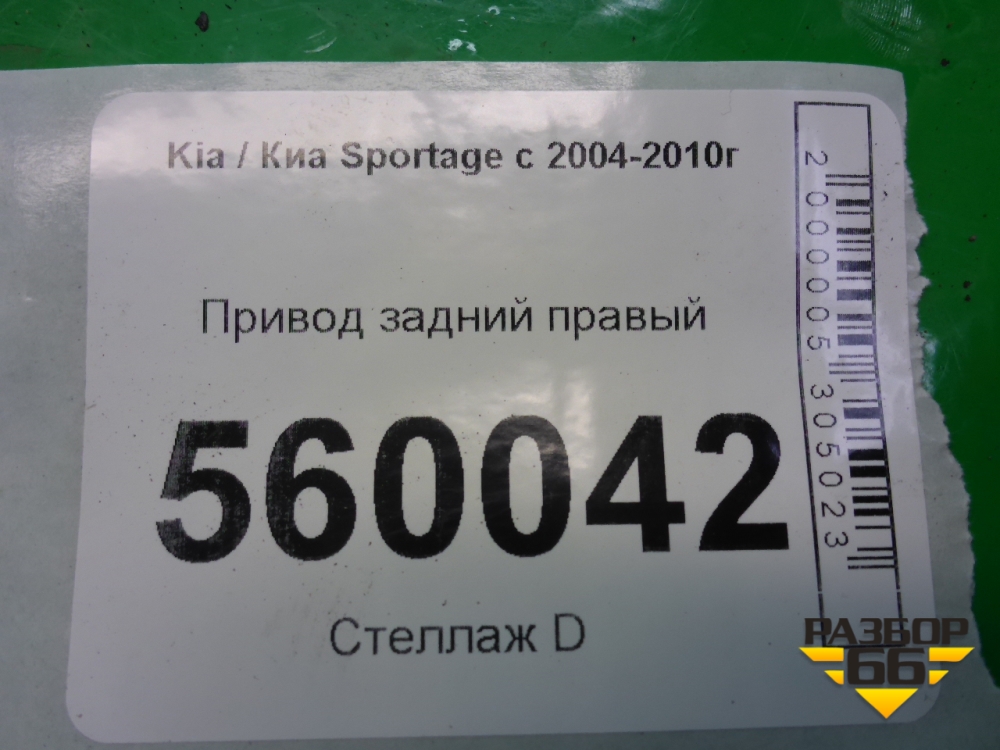 Kia / Киа Sportage с 2004-2010г
Привод задний правый
560042
Стеллаж D
2000005305023
РАЗБОР
66